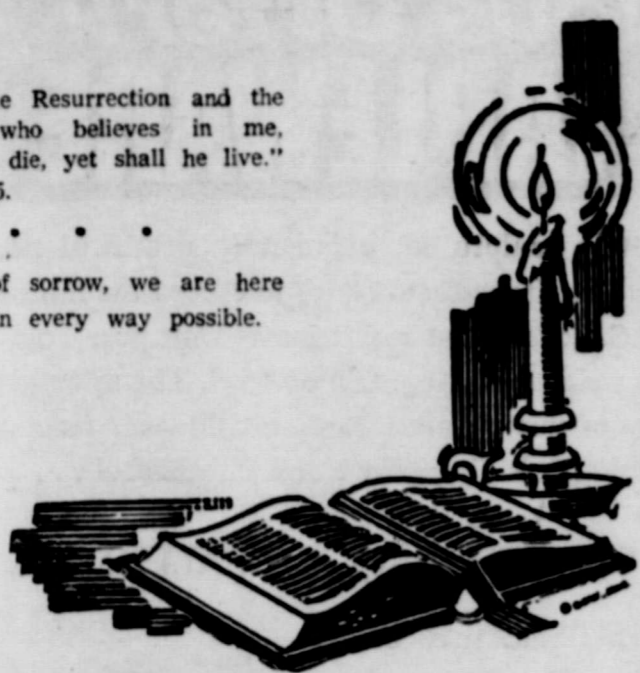 e Resurrection and the
who believes in me,
die, yet shall he live."
5.
• • •
of sorrow, we are here
n every way possible.